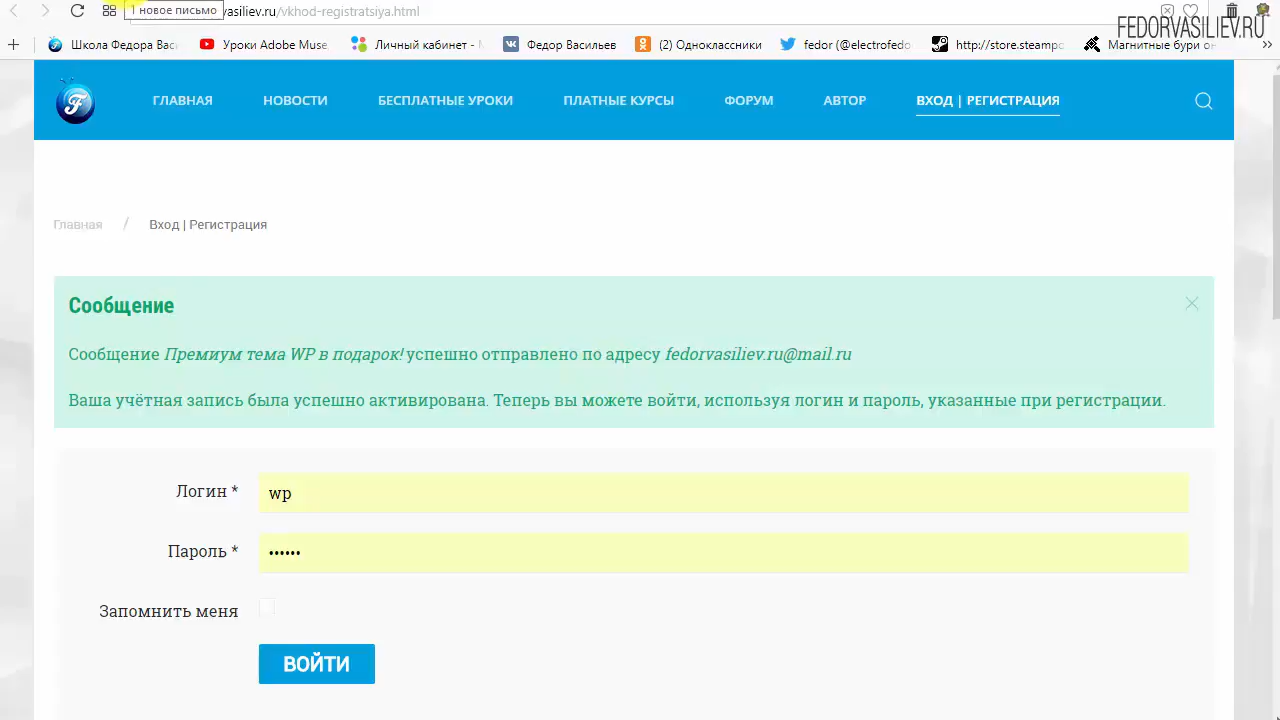 1 новое письмо
vasiliev.ru/vkhod-registratsiya.html
FEDORVASILIEV.RU
Школа Федора Вас
Уроки Adobe Muse
Личный кабинет -
Федор Васильев
(2) Одноклассники
fedor (@electrofedo
http://store.steampo
Магнитные бури он
ГЛАВНАЯ
НОВОСТИ
БЕСПЛАТНЫЕ УРОКИ
ПЛАТНЫЕ КУРСЫ
ФОРУМ
АВТОР
ВХОД | РЕГИСТРАЦИЯ
Главная / Вход | Регистрация
Сообщение
Сообщение Премиум тема WP в подарок! успешно отправлено по адресу fedorvasiliev.ru@mail.ru
Ваша учётная запись была успешно активирована. Теперь вы можете войти, используя логин и пароль, указанные при регистрации.
Логин *
wp
Пароль *
••••••
Запомнить меня
ВОЙТИ